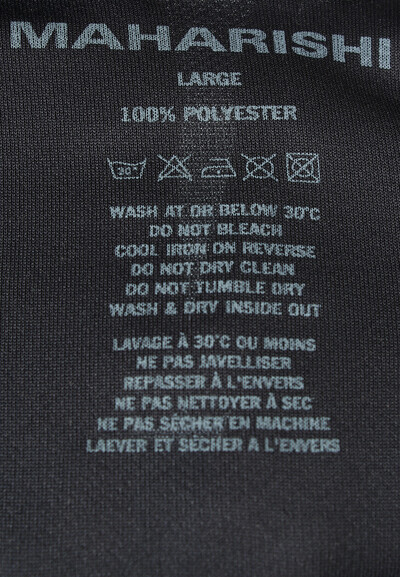 MAHARISHI
LARGE
100% POLYESTER
30°
WASH AT OR BELOW 30°C
DO NOT BLEACH
COOL IRON ON REVERSE
DO NOT DRY CLEAN
DO NOT TUMBLE DRY
WASH & DRY INSIDE OUT
LAVAGE À 30°C OU MOINS
NE PAS JAVELLISER
REPASSER À L'ENVERS
NE PAS NETTOYER À SEC
NE PAS SÉCHER EN MACHINE
LAEVER ET SÉCHER A L'ENVERS